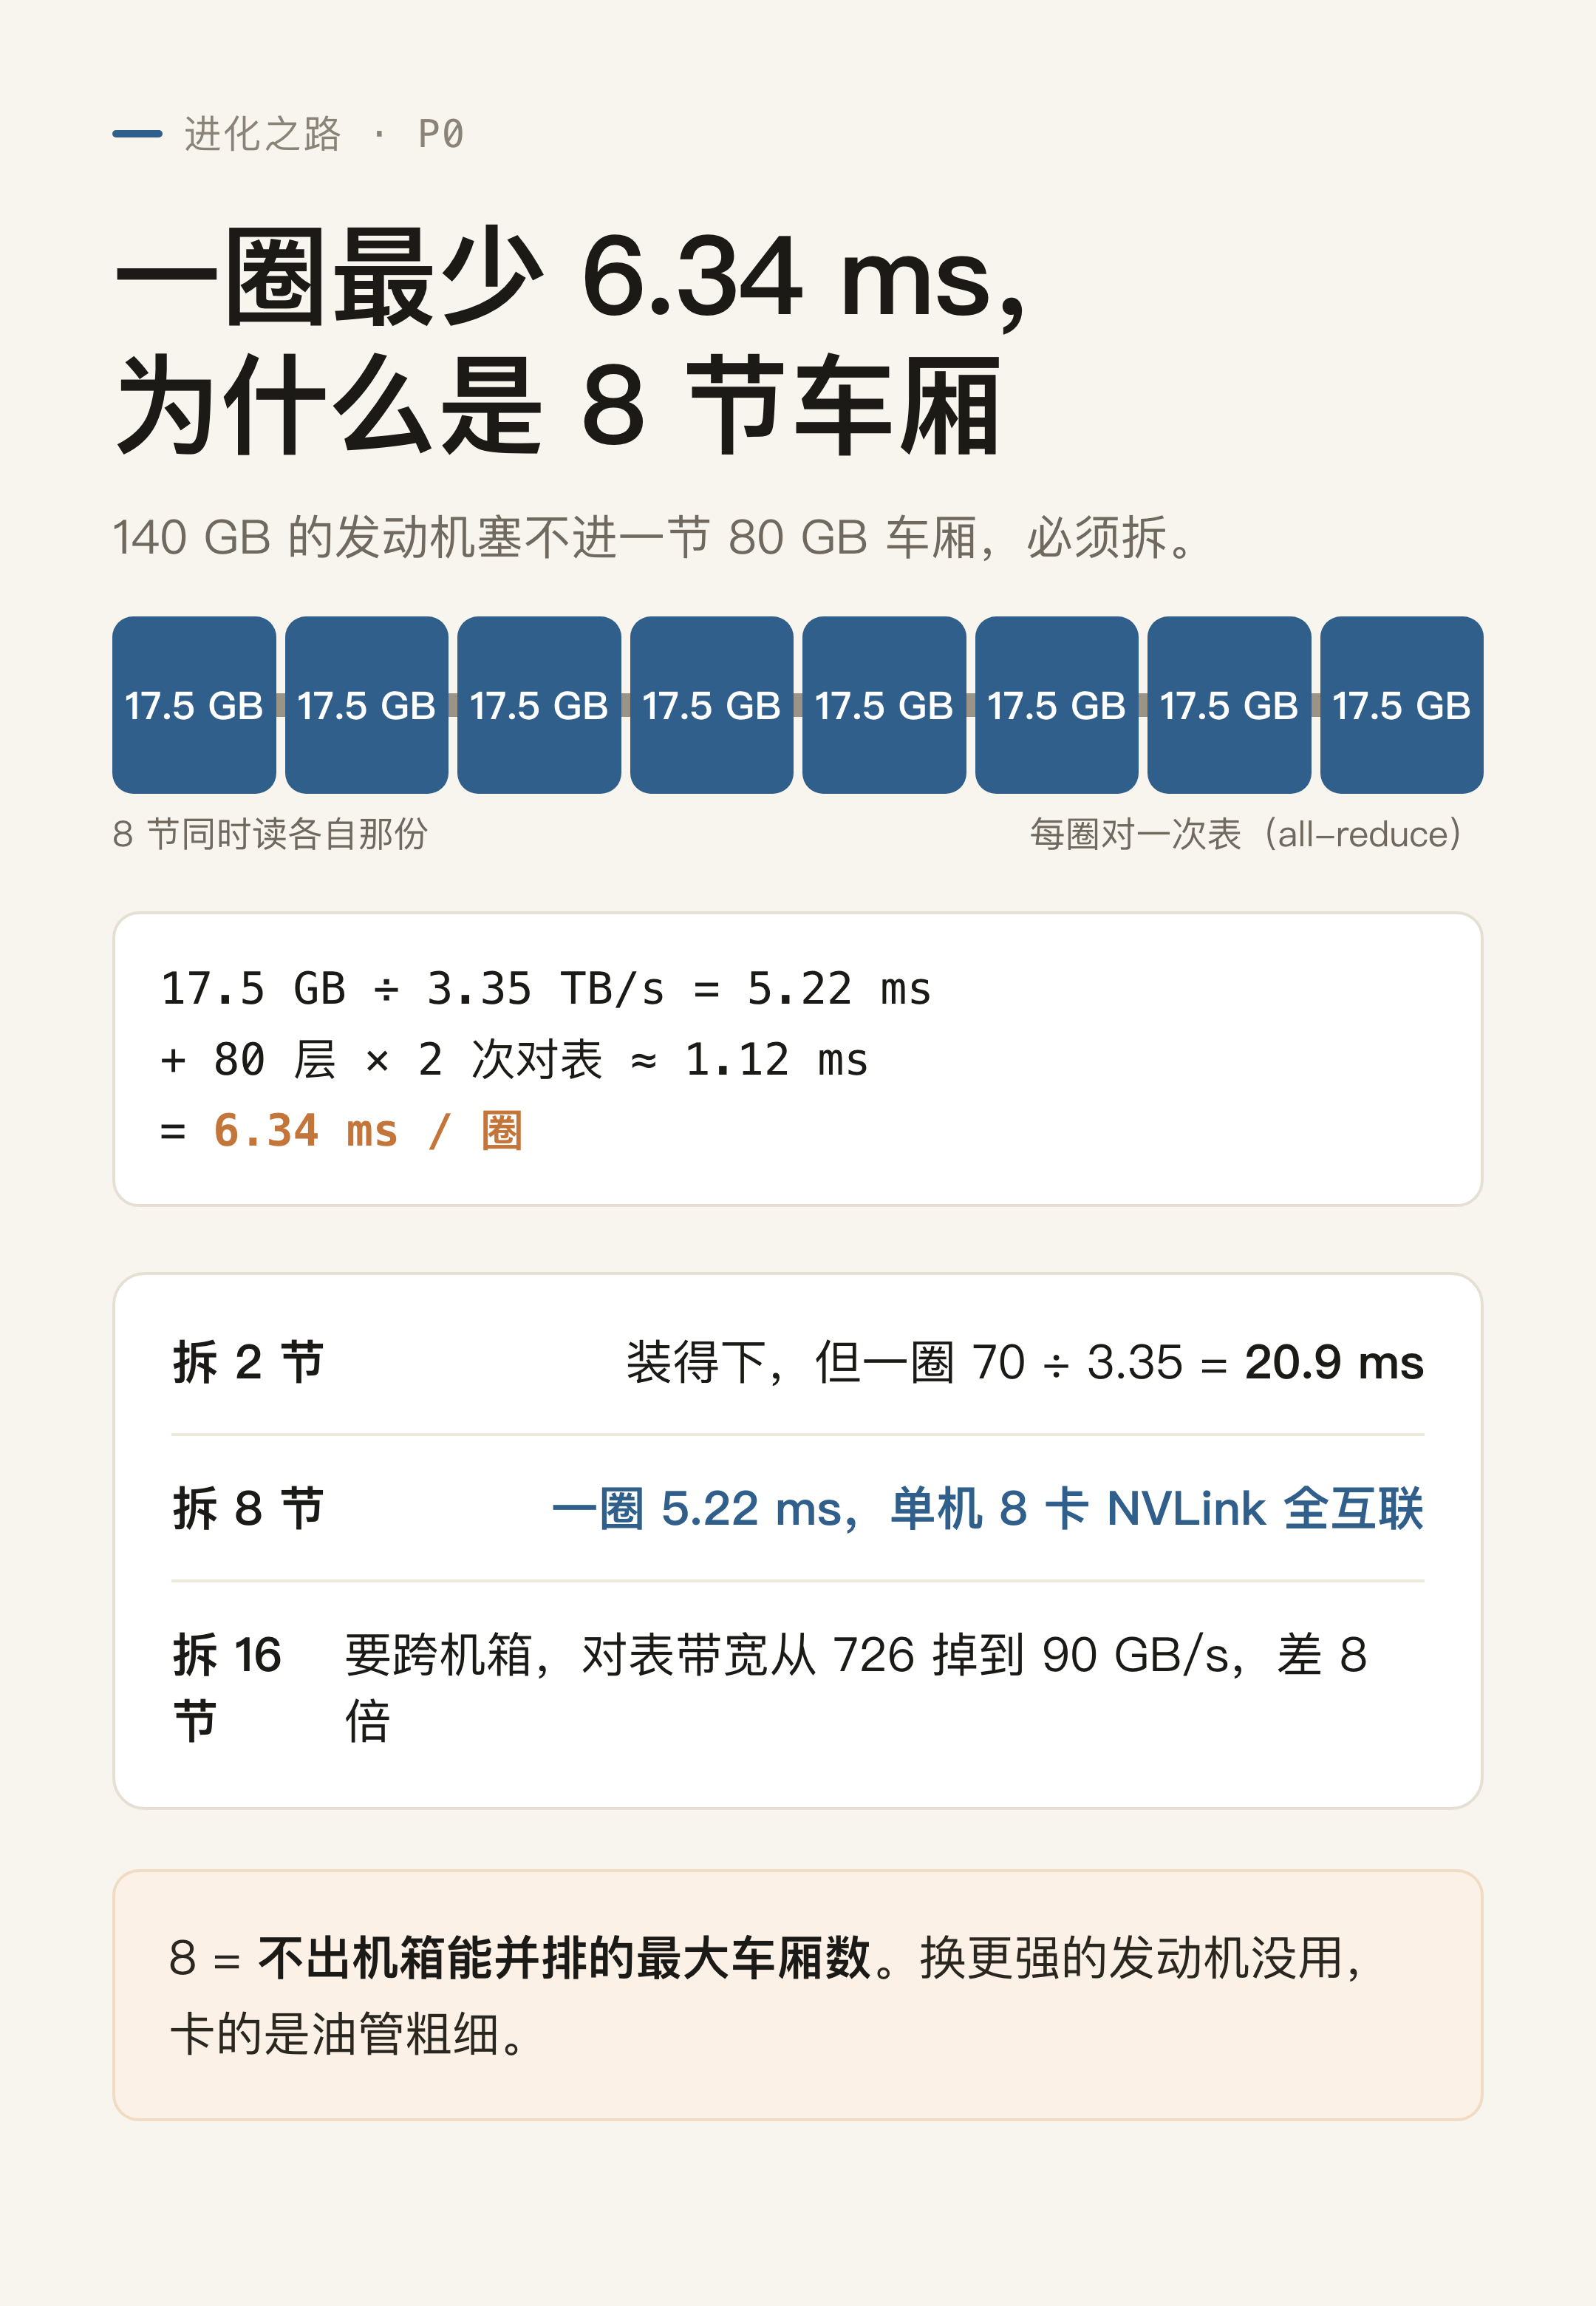 进化之路 · P0
一圈最少 6.34 ms，
为什么是 8 节车厢
140 GB 的发动机塞不进一节 80 GB 车厢，必须拆。
17.5 GB 17.5 GB 17.5 GB 17.5 GB 17.5 GB 17.5 GB 17.5 GB 17.5 GB
8 节同时读各自那份 每圈对一次表（all-reduce）
17.5 GB ÷ 3.35 TB/s = 5.22 ms
+ 80 层 × 2 次对表 ≈ 1.12 ms
= 6.34 ms / 圈
拆 2 节 装得下，但一圈 70 ÷ 3.35 = 20.9 ms
拆 8 节 一圈 5.22 ms，单机 8 卡 NVLink 全互联
拆 16 要跨机箱，对表带宽从 726 掉到 90 GB/s，差 8
节 倍
8 = 不出机箱能并排的最大车厢数。换更强的发动机没用，
卡的是油管粗细。